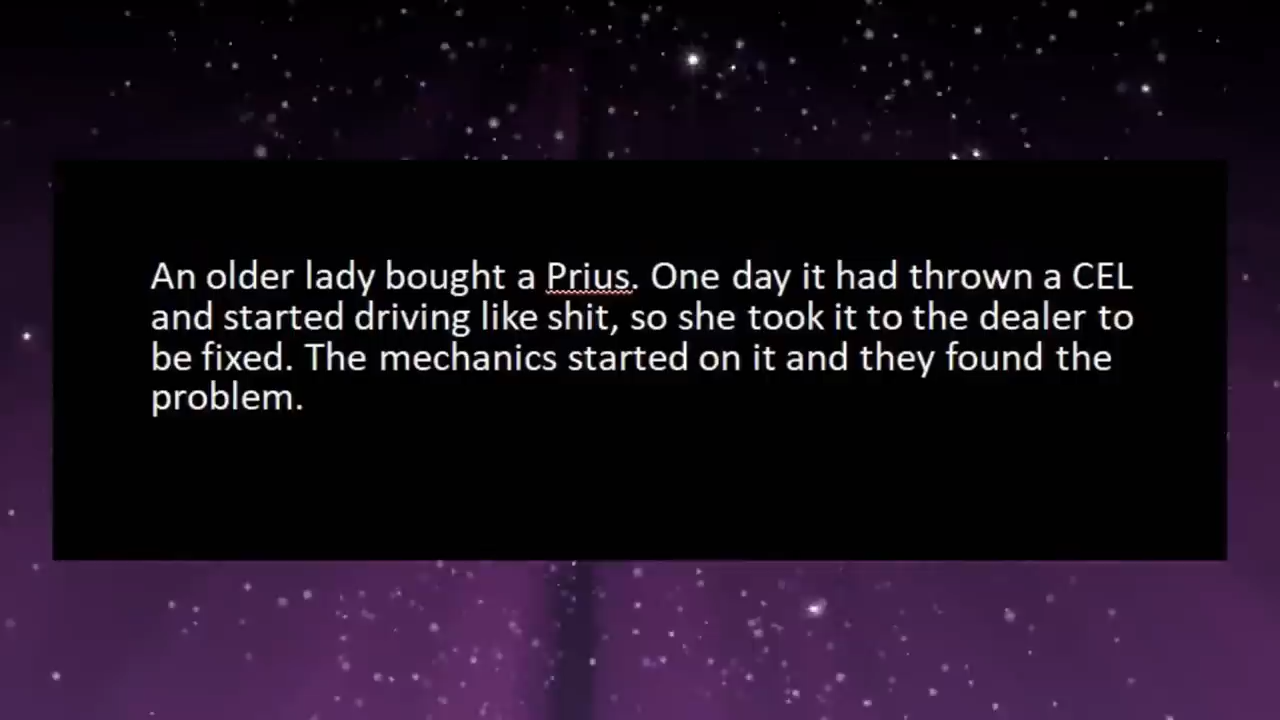 An older lady bought a Prius. One day it had thrown a CEL
and started driving like shit, so she took it to the dealer to
be fixed. The mechanics started on it and they found the
problem.